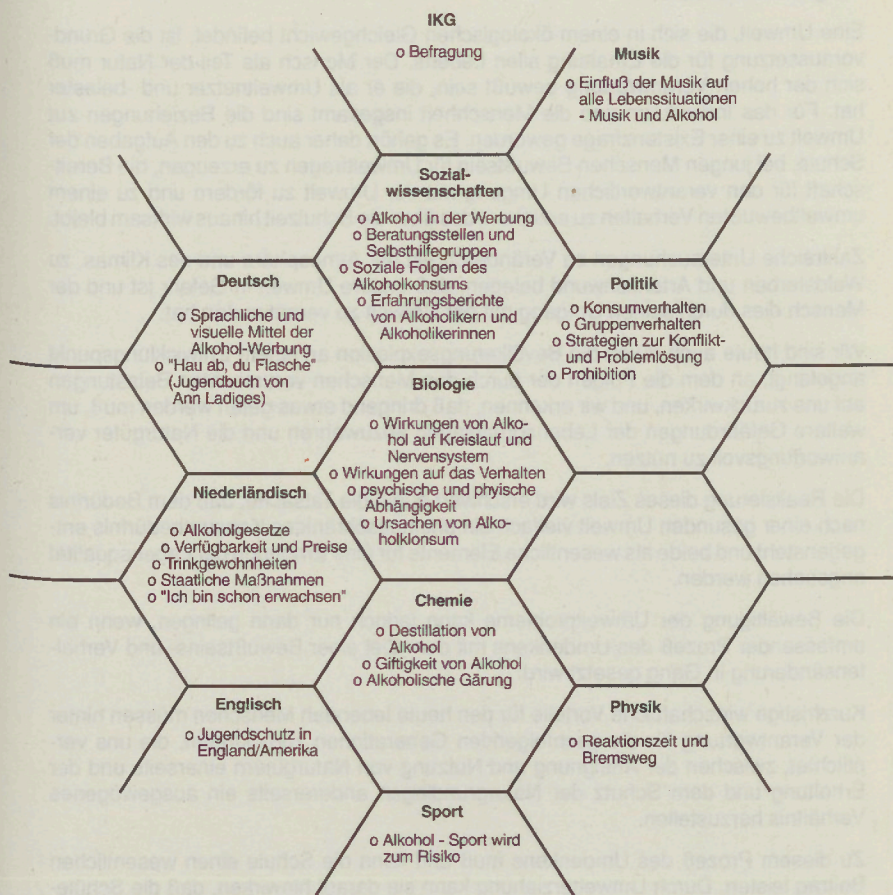 IKG
o Befragung
Musik
o Einfluß der Musik auf
alle Lebenssituationen
- Musik und Alkohol
Sozial-
wissenschaften
o Alkohol in der Werbung
o Beratungsstellen und
Selbsthilfegruppen
o Soziale Folgen des
Alkoholkonsums
o Erfahrungsberichte
von Alkoholikern und
Alkoholikerinnen
Deutsch
o Sprachliche und
visuelle Mittel der
Alkohol-Werbung
o "Hau ab, du Flasche"
(Jugendbuch von
Ann Ladiges)
Politik
o Konsumverhalten
o Gruppenverhalten
o Strategien zur Konflikt-
und Problemlösung
o Prohibition
Biologie
o Wirkungen von Alko-
hol auf Kreislauf und
Nervensystem
o Wirkungen auf das Verhalten
o psychische und phyische
Abhängigkeit
o Ursachen von Alko-
holklonsum
Niederländisch
o Alkoholgesetze
o Verfügbarkeit und Preise
o Trinkgewohnheiten
o Staatliche Maßnahmen
o "Ich bin schon erwachsen"
Chemie
o Destillation von
Alkohol
o Giftigkeit von Alkohol
o Alkoholische Gärung
Englisch
o Jugendschutz in
England/Amerika
Physik
o Reaktionszeit und
Bremsweg
Sport
o Alkohol - Sport wird
zum Risiko